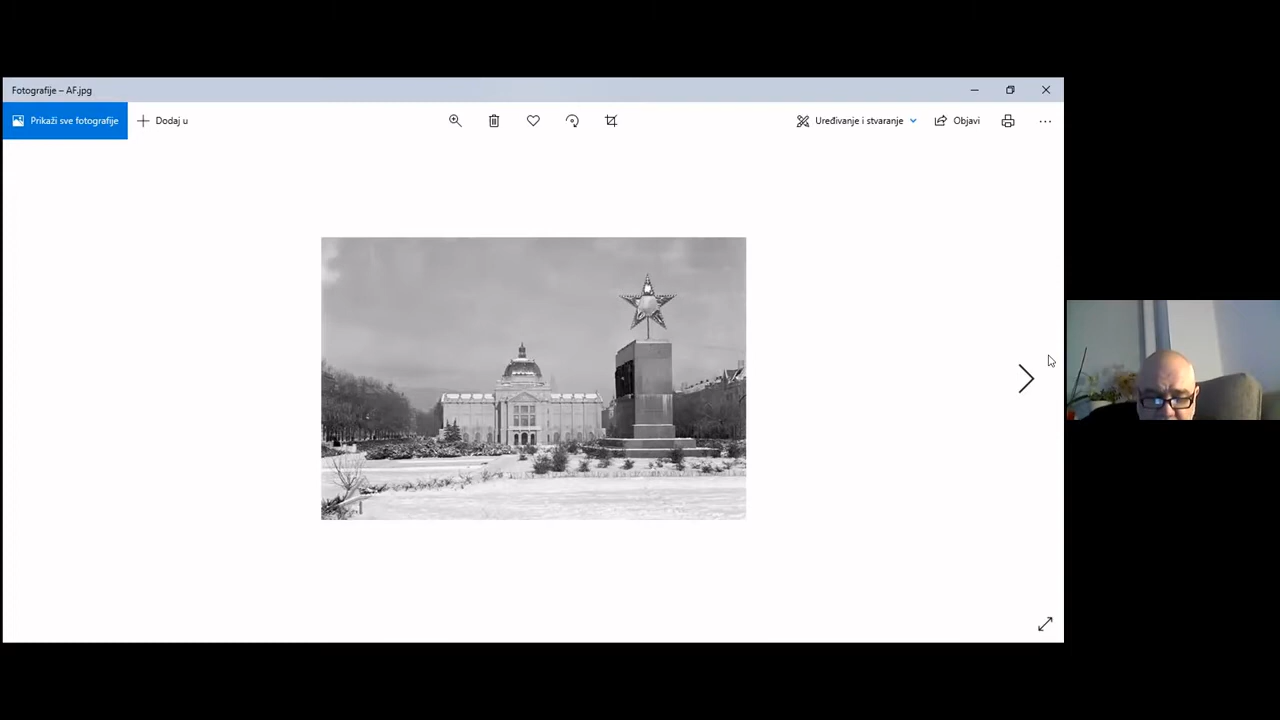 Fotografije – AF.jpg
Prikaži sve fotografije
Dodaj u
Uređivanje i stvaranje
Objavi